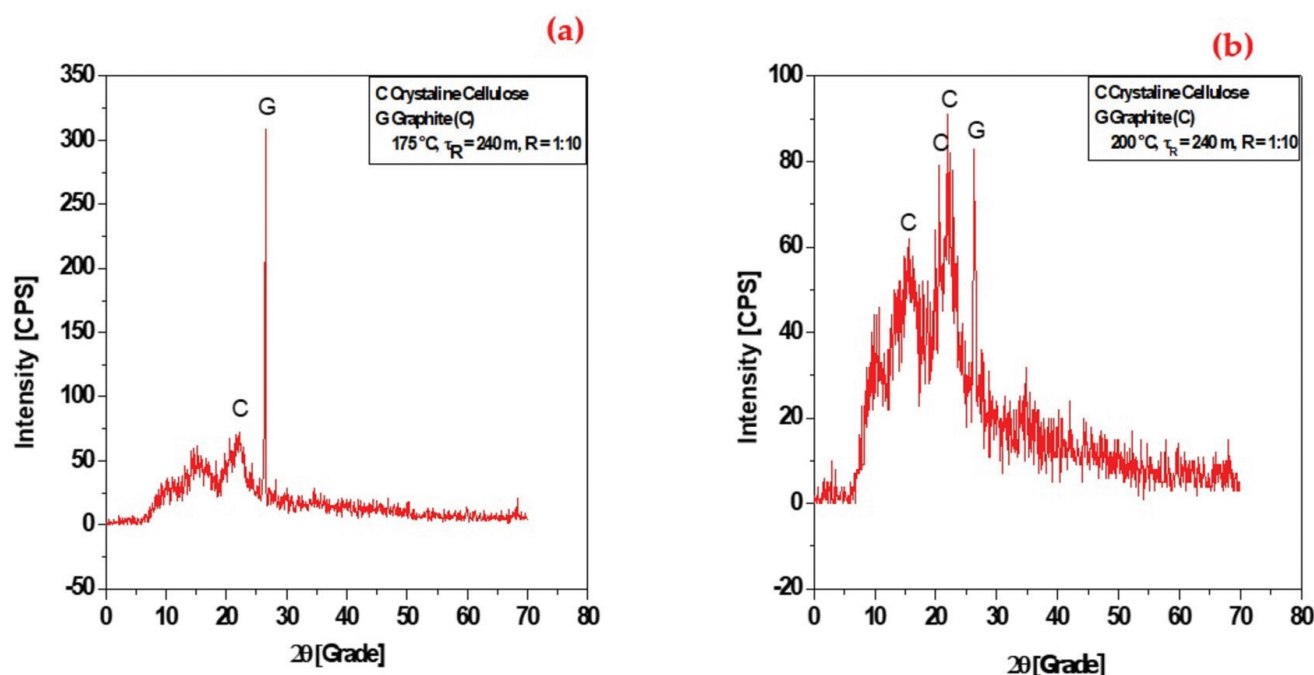 (a)
350
300
250
200
150
100
50
0
-50
Intensity [CPS]
G
C
C Crystaline Cellulose
G Graphite (C)
175 °C, τR = 240 m, R = 1:10
0 10 20 30 40 50 60 70 80
2θ [Grade]
(b)
100
80
60
40
20
0
-20
Intensity [CPS]
C
C
G
C
C Crystaline Cellulose
G Graphite (C)
200 °C, τR = 240 m, R = 1:10
0 10 20 30 40 50 60 70 80
2θ [Grade]